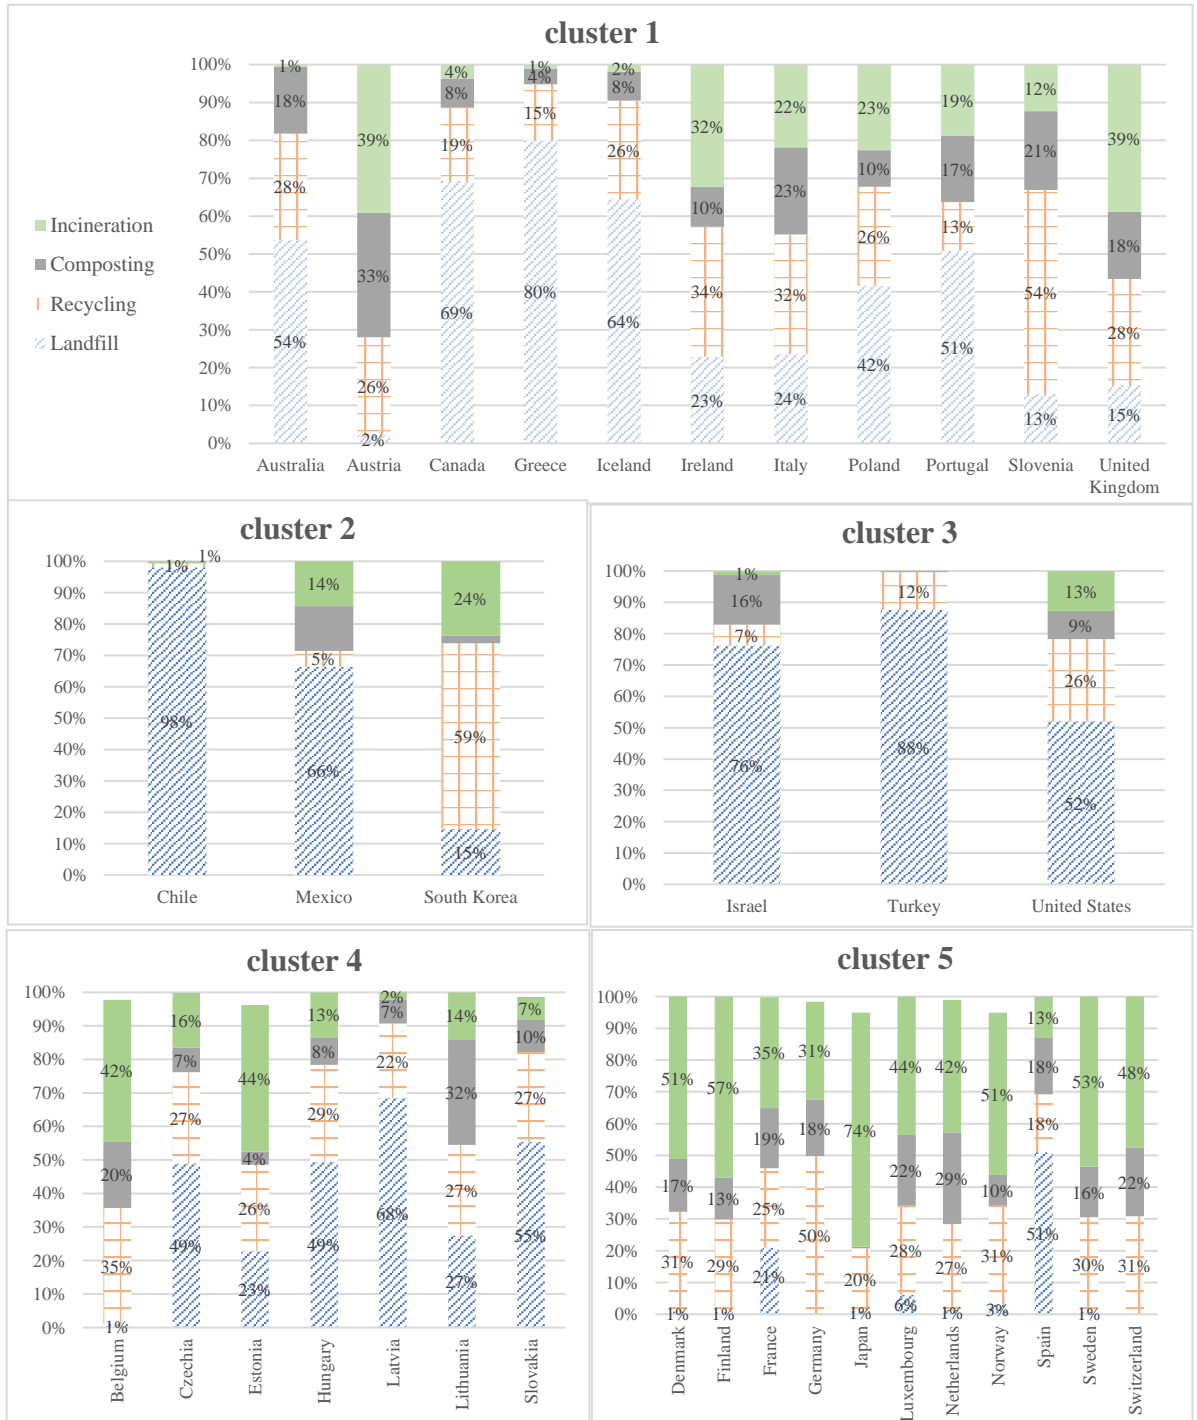 cluster 1
100%
90%
80%
70%
60%
50%
40%
30%
20%
10%
0%
Incineration
Composting
Recycling
Landfill
1% 4% 1% 2% 12%
18% 39% 8% 4% 8% 32% 22% 23% 19% 21% 39%
28% 33% 19% 15% 26% 10% 23% 10% 17% 54% 18%
54% 26% 69% 80% 64% 34% 32% 26% 13% 13% 28%
2% 23% 24% 42% 51% 15%
Australia Austria Canada Greece Iceland Ireland Italy Poland Portugal Slovenia United
Kingdom
cluster 2
100%
90%
80%
70%
60%
50%
40%
30%
20%
10%
0%
1%
1% 14% 24%
98% 5% 59%
66% 15%
Chile Mexico South Korea
cluster 3
100%
90%
80%
70%
60%
50%
40%
30%
20%
10%
0%
1% 12% 13%
16% 88% 9%
7% 26%
76% 52%
Israel Turkey United States
cluster 4
100%
90%
80%
70%
60%
50%
40%
30%
20%
10%
0%
42% 16% 44% 13% 2% 14% 7%
20% 7% 4% 8% 7% 32% 10%
35% 27% 26% 29% 22% 27% 27%
1% 49% 23% 49% 68% 27% 55%
Belgium
Czechia
Estonia
Hungary
Latvia
Lithuania
Slovakia
cluster 5
100%
90%
80%
70%
60%
50%
40%
30%
20%
10%
0%
51% 57% 35% 31% 74% 44% 42% 51% 13% 53% 48%
17% 13% 19% 18% 20% 22% 29% 10% 18% 16% 22%
31% 29% 25% 50% 1% 28% 27% 31% 18% 30% 31%
1% 1% 21% 6% 1% 3% 51% 1%
Denmark
Finland
France
Germany
Japan
Luxembourg
Netherlands
Norway
Spain
Sweden
Switzerland